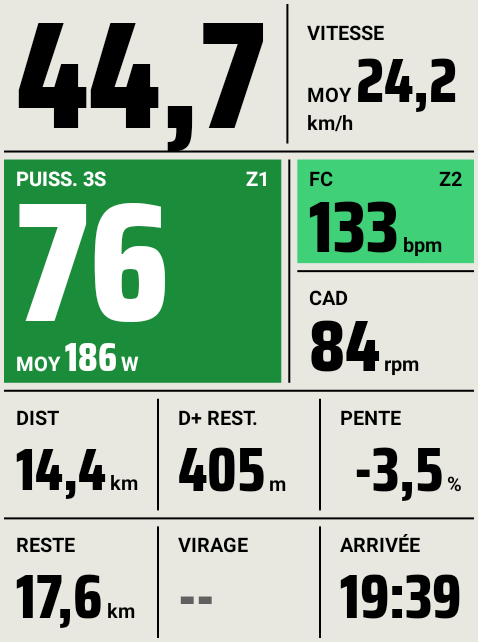 44,7
VITESSE
MOY 24,2
km/h
PUISS. 3S Z1
76
MOY 186 W
FC Z2
133 bpm
CAD
84 rpm
DIST
14,4 km
D+ REST.
405 m
PENTE
-3,5 %
RESTE
17,6 km
VIRAGE
--
ARRIVÉE
19:39